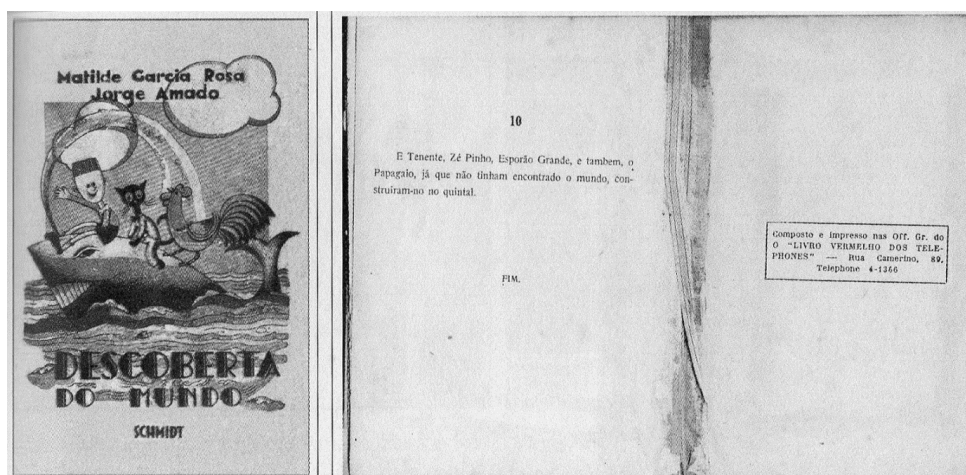 Matilde Garcia Rosa
Jorge Amado
DESCOBERTA
DO MUNDO
SCHMIDT
10
E Tenente, Zé Pinho, Esporão Grande, e tambem, o
Papagaio, já que não tinham encontrado o mundo, con-
struiram-no no quintal.
FIM.
Composto e impresso nas Off. Gr. do
O "LIVRO VERMELHO DOS TELE-
PHONES" — Rua Camerino, 89.
Telephone 4-1366